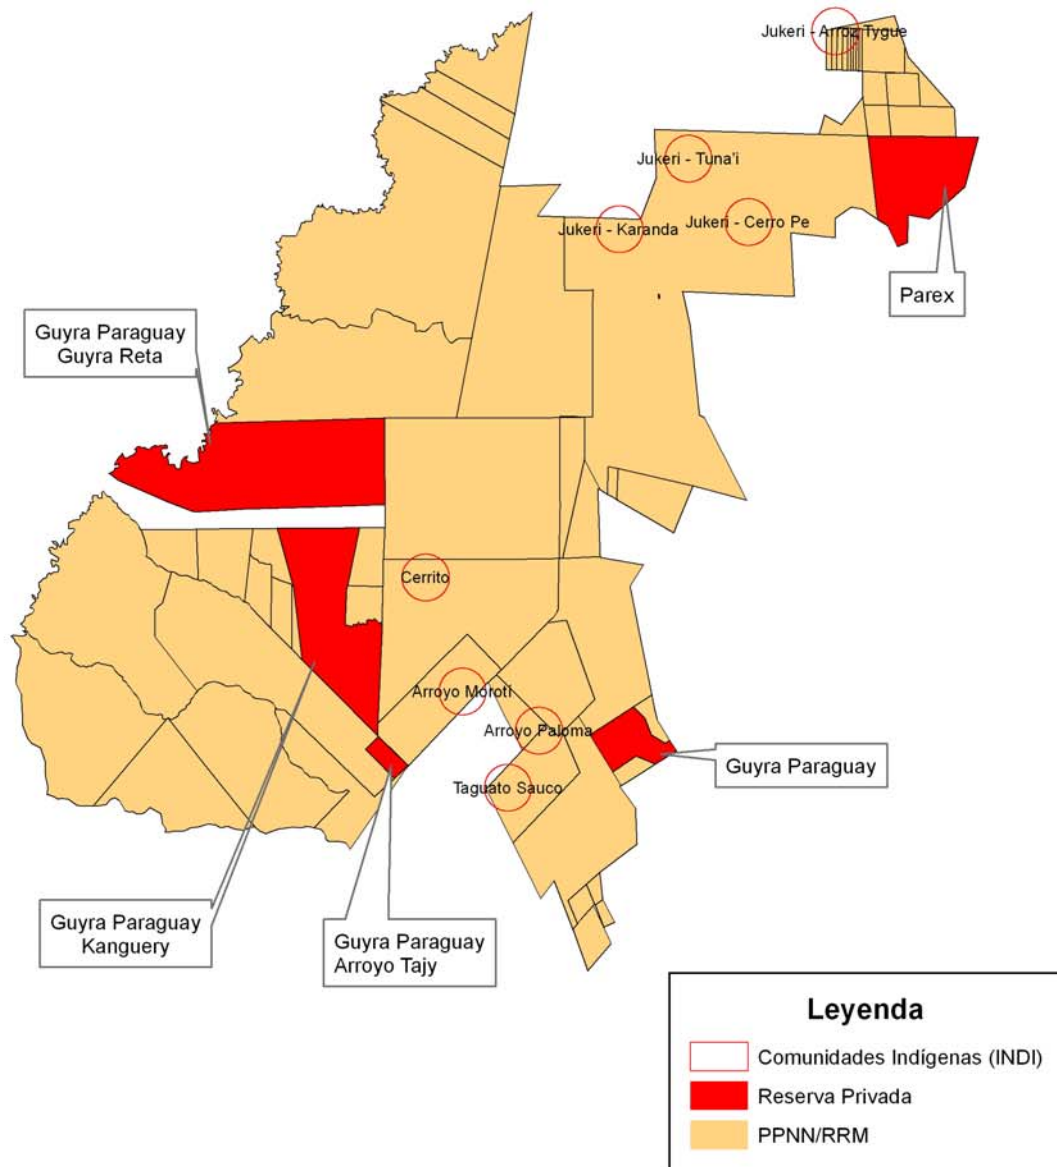 Jukeri - Arroz Tygue
Jukeri - Tuna'i
Jukeri - Karanda
Jukeri - Cerro Pe
Parex
Guyra Paraguay
Guyra Reta
Cerrito
Arroyo Moroti
Arroyo Paloma
Guyra Paraguay
Taguato Sauco
Guyra Paraguay
Kanguery
Guyra Paraguay
Arroyo Tajy
Leyenda
Comunidades Indígenas (INDI)
Reserva Privada
PPNN/RRM